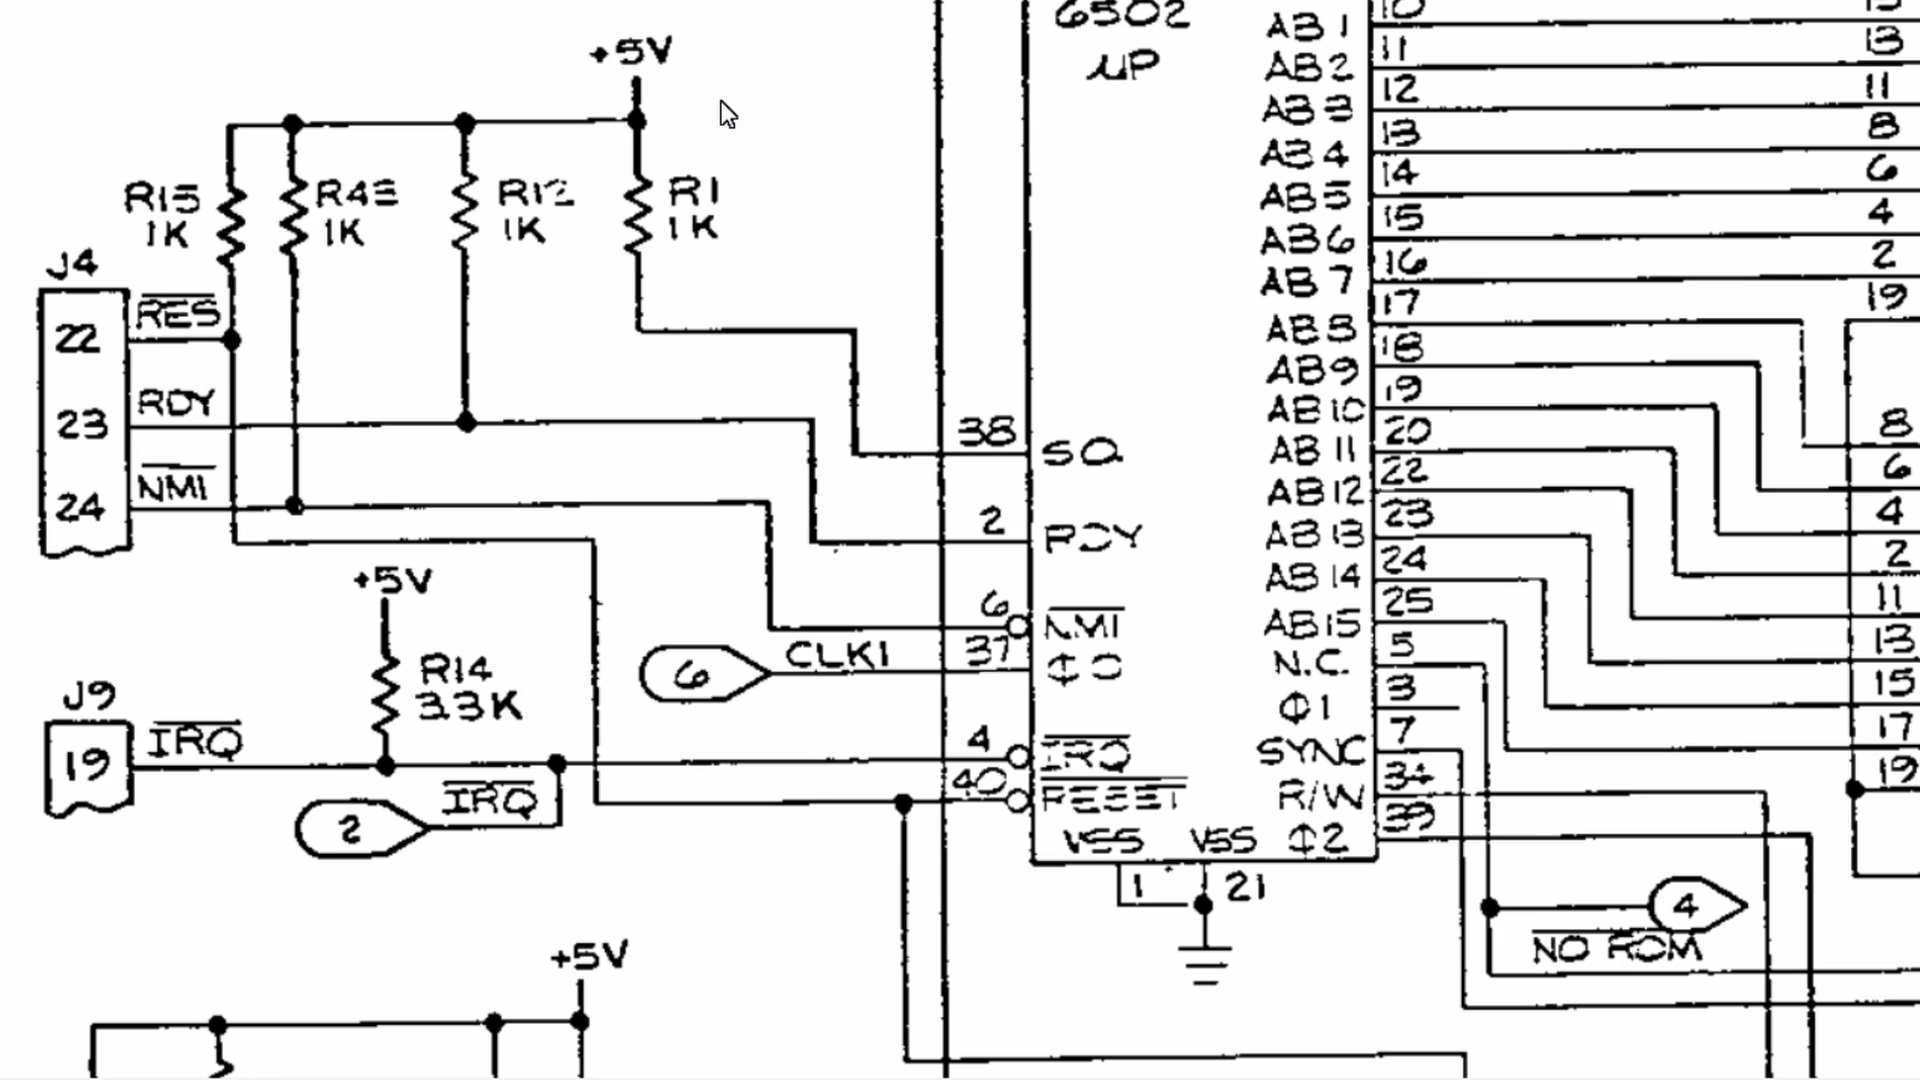 6502
µP
+5V
R15
1K
R1
1K
1K
1K
J4
22
RES
23
RDY
24
NMI
+5V
R14
3.3K
J9
19
IRQ
2
IRQ
6
CLK1
38
SO
2
RDY
6
NMI
37
Φ0
4
IRQ
40
RESET
VSS
VSS
1
21
AB1
10
AB2
11
AB3
12
AB4
13
AB5
14
AB6
15
AB7
16
AB8
17
AB9
18
AB10
19
AB11
20
AB12
22
AB13
23
AB14
24
AB15
25
N.C.
5
Φ1
3
SYNC
7
R/W
34
Φ2
39
13
11
8
6
4
2
19
8
6
4
2
11
13
15
17
19
4
NO ROM
+5V